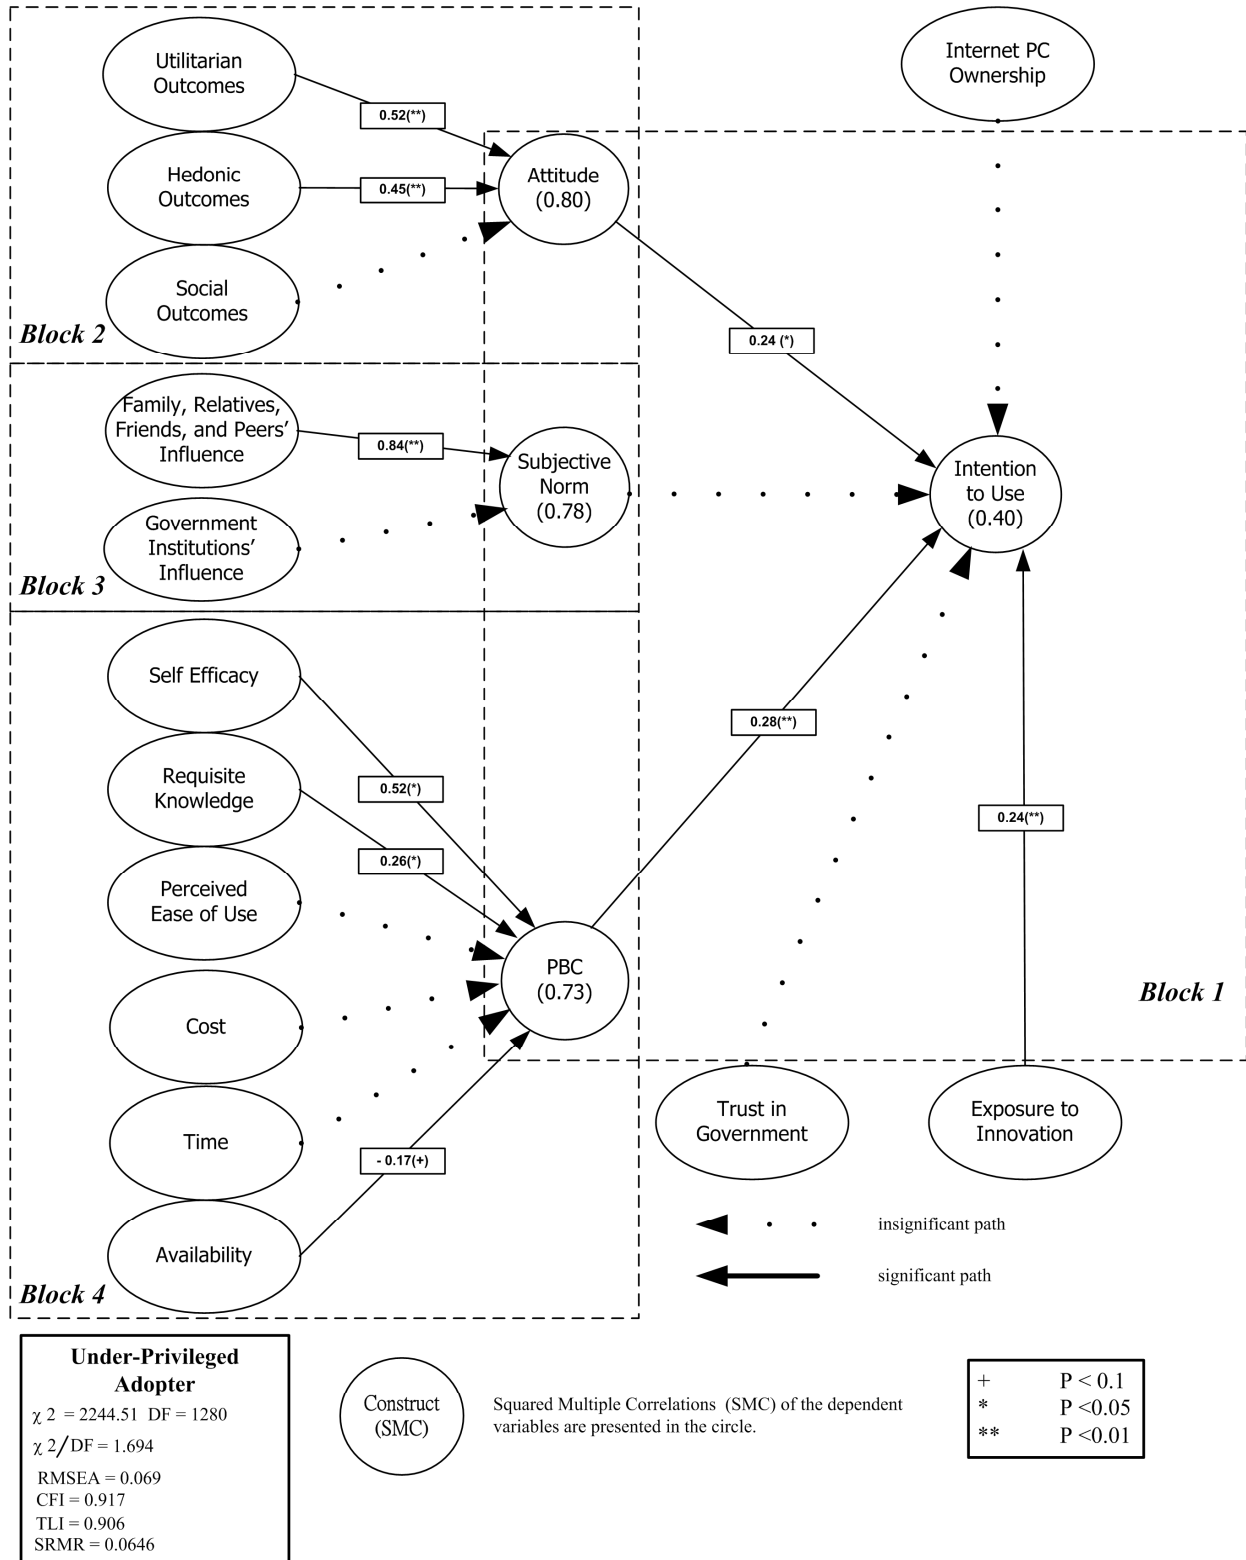 Utilitarian
Outcomes
0.52(**)
Hedonic
Outcomes
0.45(**)
Social
Outcomes
Block 2
Attitude
(0.80)
Internet PC
Ownership
0.24 (*)
Family, Relatives,
Friends, and Peers’
Influence
0.84(**)
Government
Institutions’
Influence
Block 3
Subjective
Norm
(0.78)
Intention
to Use
(0.40)
Self Efficacy
0.52(*)
Requisite
Knowledge
0.26(*)
Perceived
Ease of Use
Cost
Time
- 0.17(+)
Availability
Block 4
PBC
(0.73)
0.28(**)
0.24(**)
Block 1
Trust in
Government
Exposure to
Innovation
insignificant path
significant path
Under-Privileged
Adopter
χ 2 = 2244.51 DF = 1280
χ 2/DF = 1.694
RMSEA = 0.069
CFI = 0.917
TLI = 0.906
SRMR = 0.0646
Construct
(SMC)
Squared Multiple Correlations (SMC) of the dependent
variables are presented in the circle.
+ P < 0.1
* P <0.05
** P <0.01